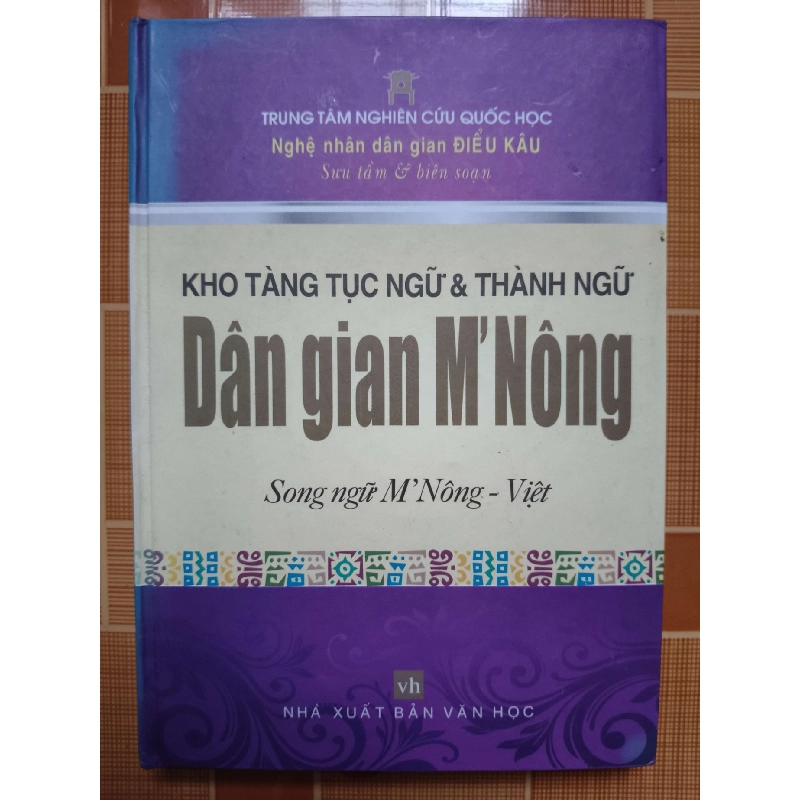 TRUNG TÂM NGHIÊN CỨU QUỐC HỌC
Nghệ nhân dân gian ĐIỂU KÂU
Sưu tầm & biên soạn
KHO TÀNG TỤC NGỮ & THÀNH NGỮ
Dân gian M'Nông
Song ngữ M'Nông - Việt
vh
NHÀ XUẤT BẢN VĂN HỌC